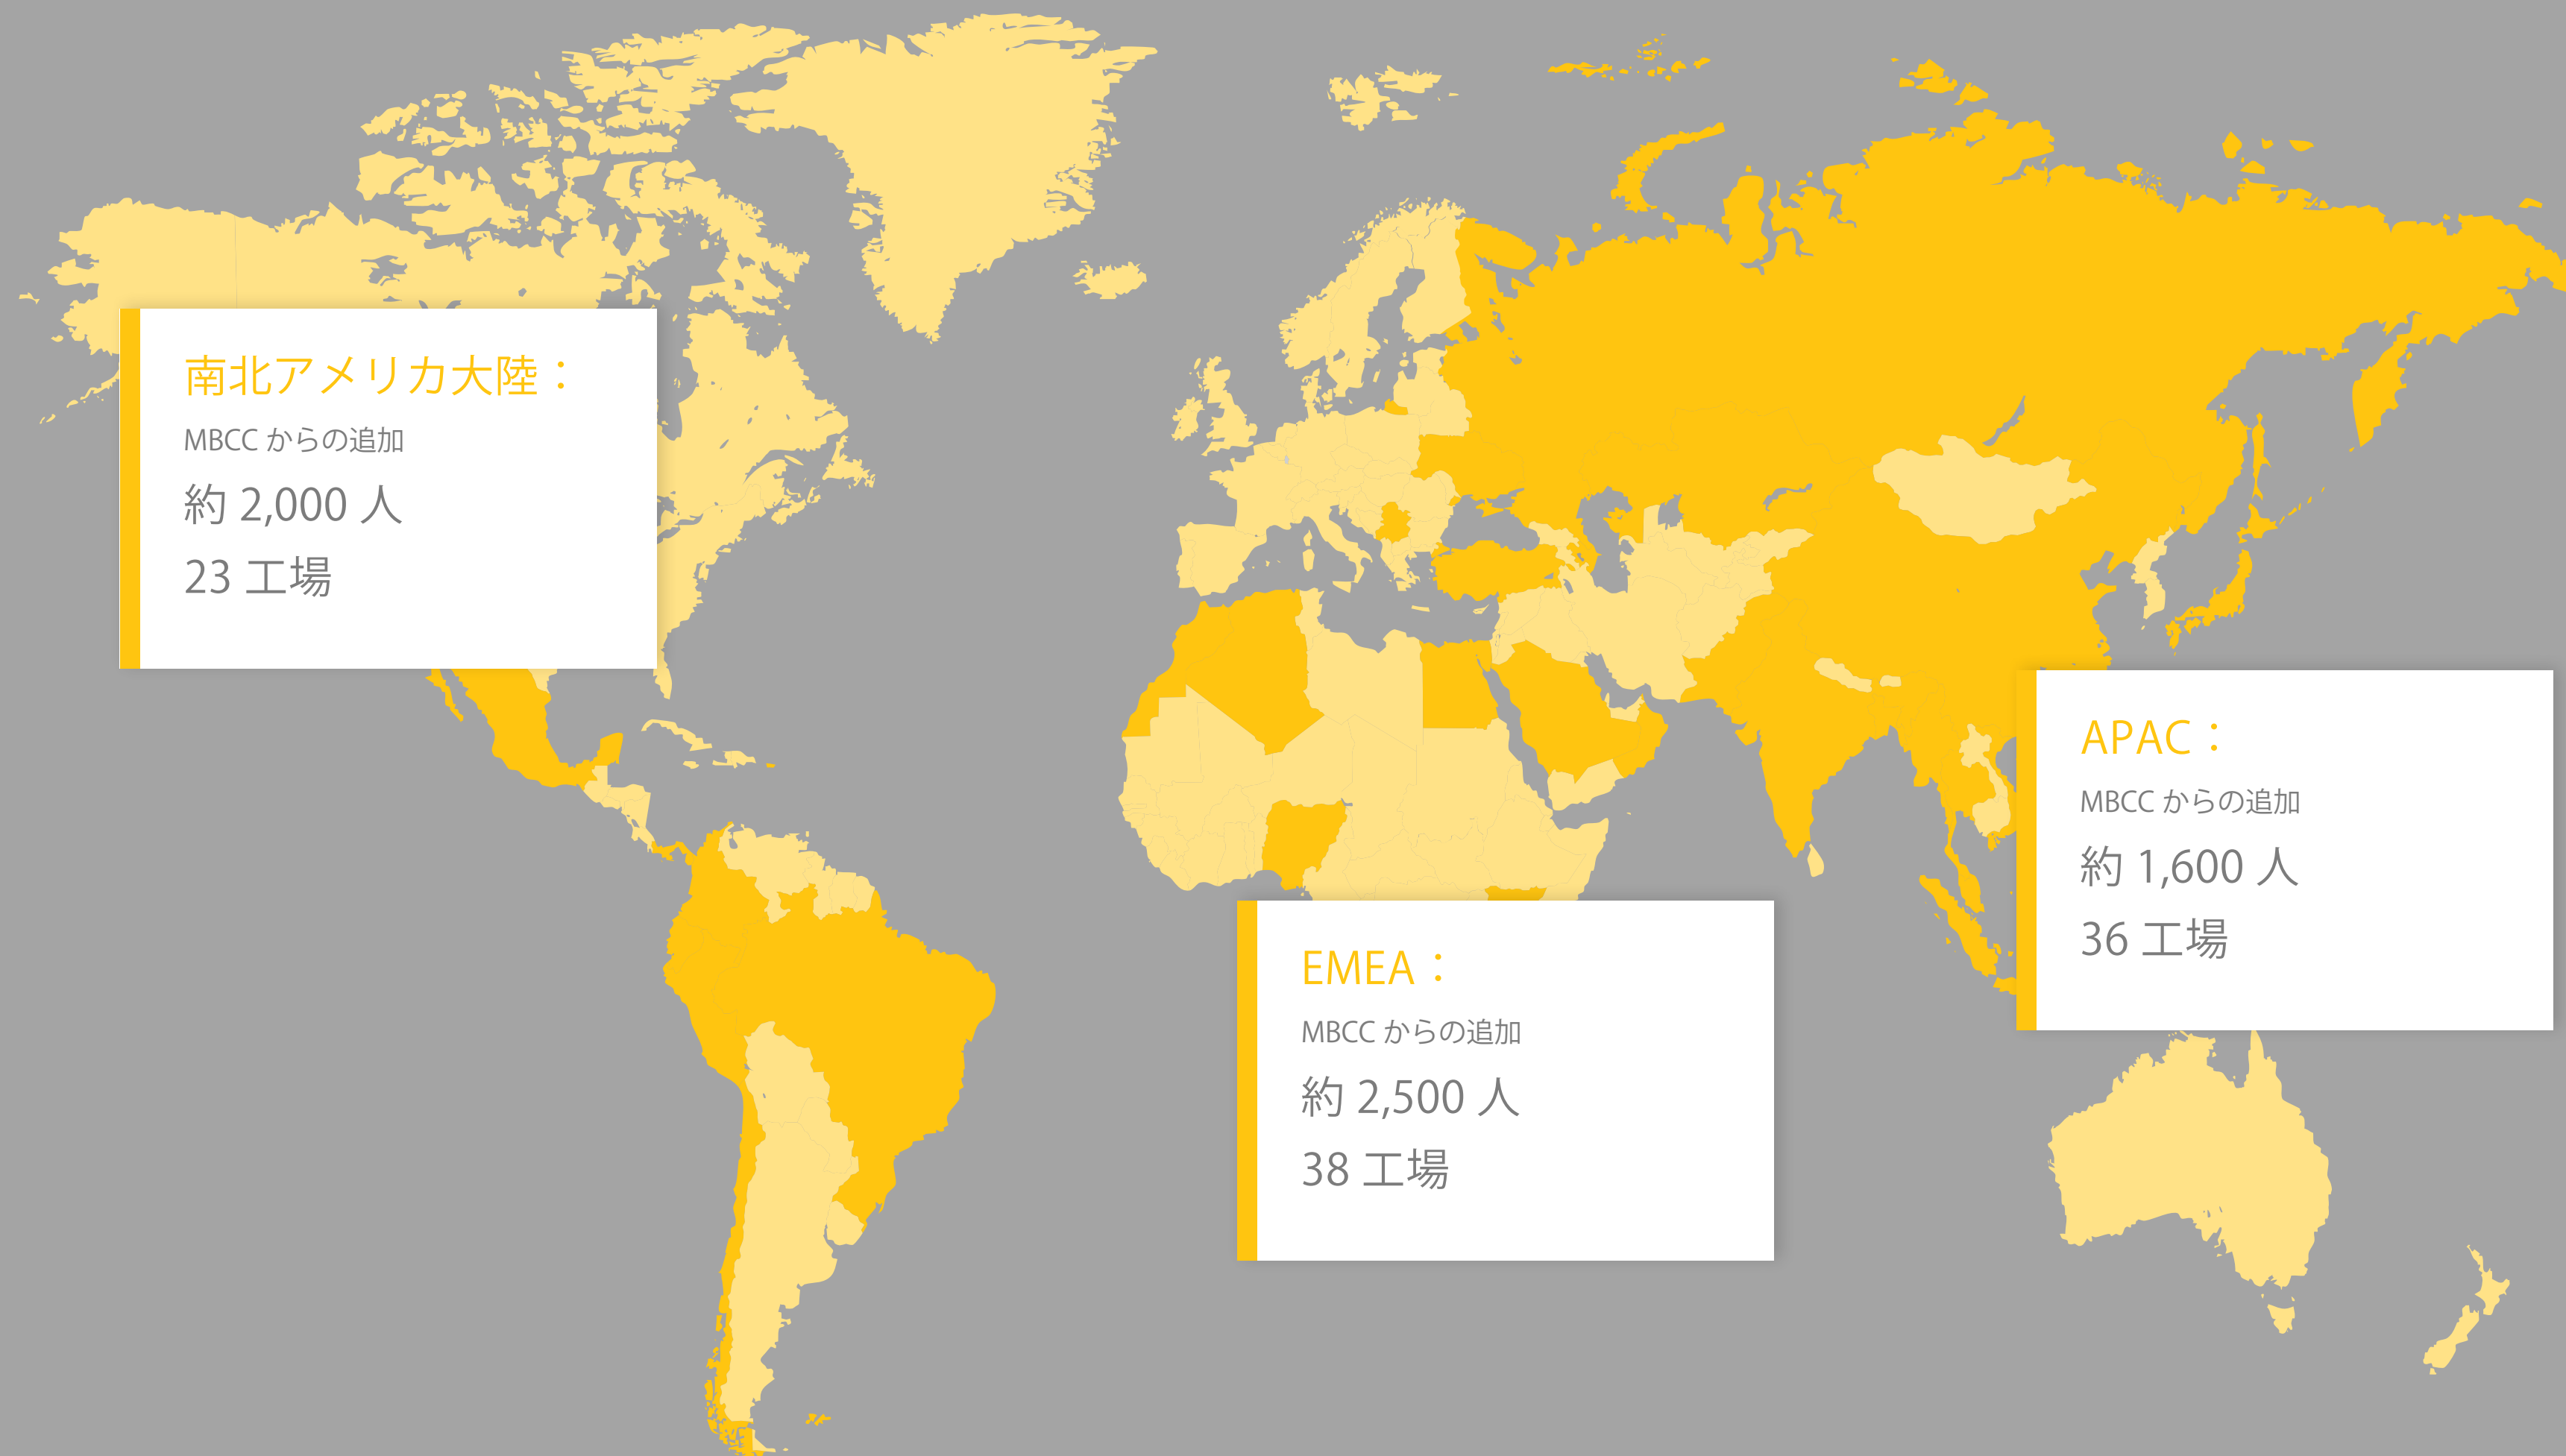 南北アメリカ大陸：
MBCC からの追加
約 2,000 人
23 工場
EMEA：
MBCC からの追加
約 2,500 人
38 工場
APAC：
MBCC からの追加
約 1,600 人
36 工場